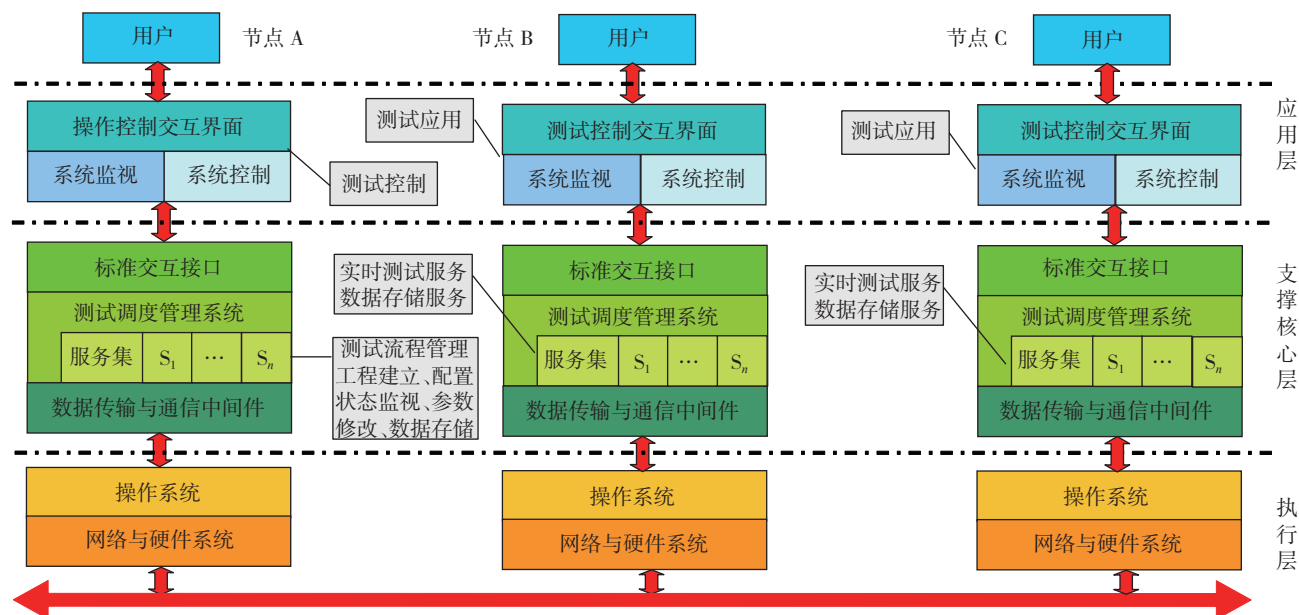 用户
节点 A
节点 B
用户
节点 C
用户
操作控制交互界面
系统监视
系统控制
测试控制
测试应用
测试控制交互界面
系统监视
系统控制
测试应用
测试控制交互界面
系统监视
系统控制
应用层
标准交互接口
测试调度管理系统
服务集
S1
…
Sn
数据传输与通信中间件
测试流程管理
工程建立、配置
状态监视、参数
修改、数据存储
实时测试服务
数据存储服务
标准交互接口
测试调度管理系统
服务集
S1
…
Sn
数据传输与通信中间件
实时测试服务
数据存储服务
标准交互接口
测试调度管理系统
服务集
S1
…
Sn
数据传输与通信中间件
支撑核心层
操作系统
网络与硬件系统
操作系统
网络与硬件系统
操作系统
网络与硬件系统
执行层